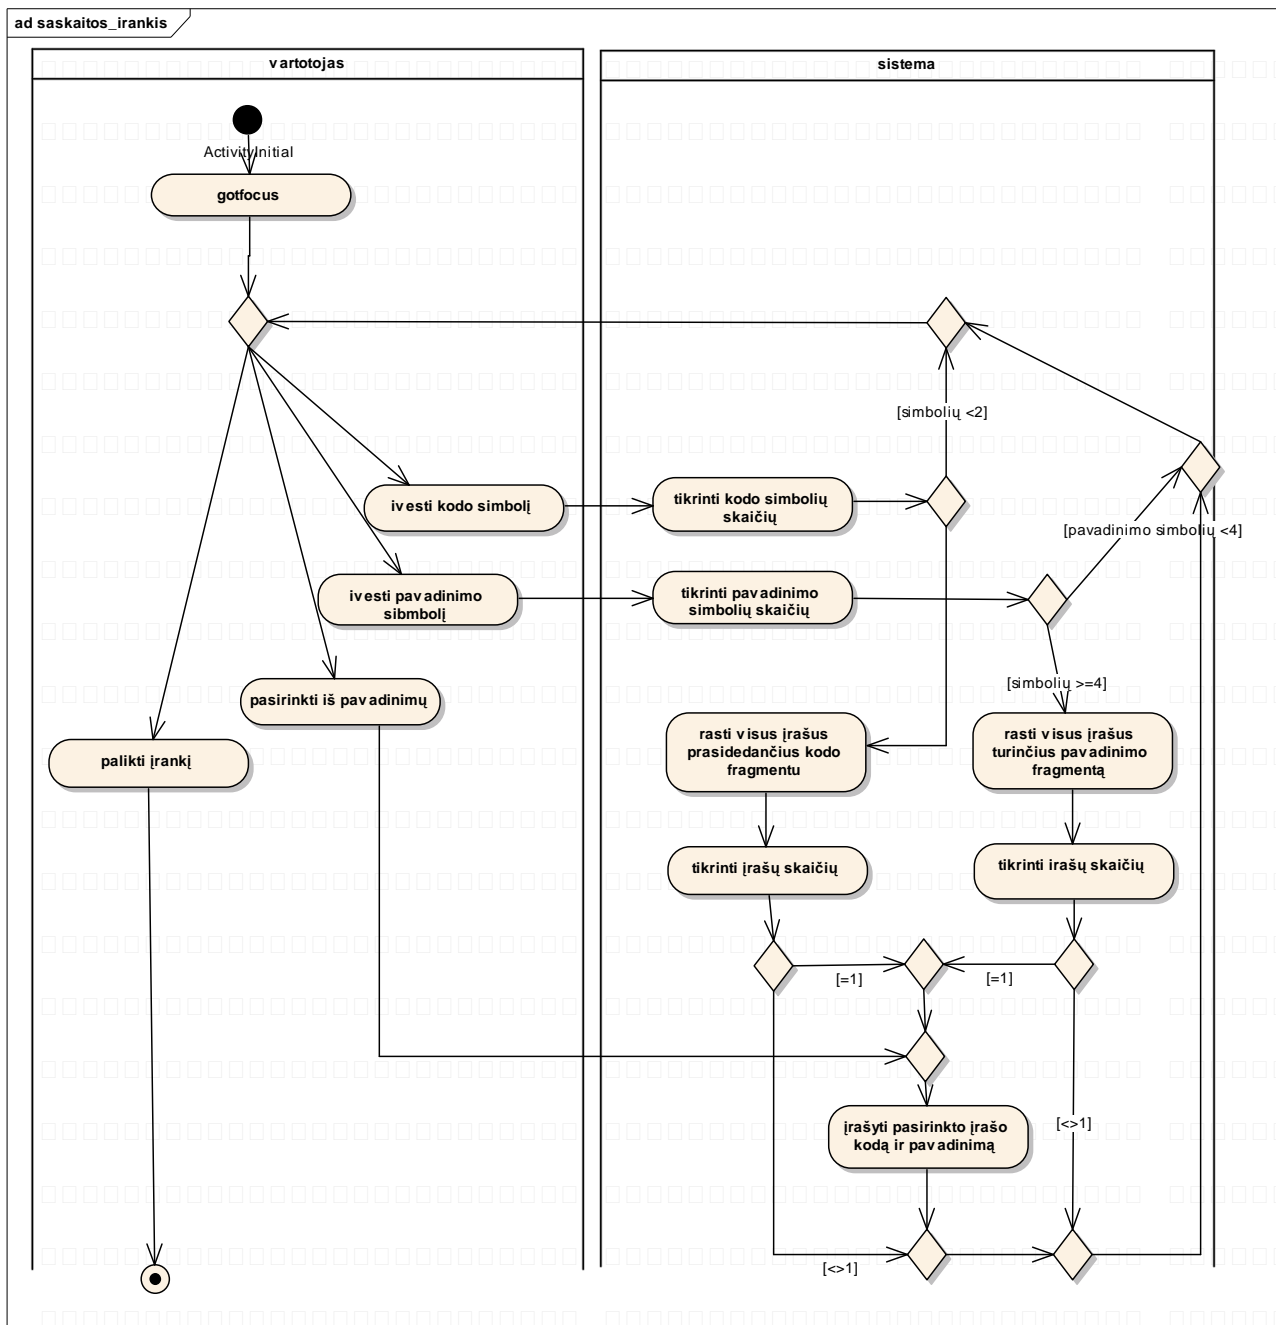 ad saskaitos_irankis
vartotojas
sistema
ActivityInitial
gotfocus
[simbolių <2]
ivesti kodo simbolį
tikrinti kodo simbolių
skaičių
[pavadinimo simbolių <4]
ivesti pavadinimo
sibmbolį
tikrinti pavadinimo
simbolių skaičių
[simbolių >=4]
pasirinkti iš pavadinimų
palikti įrankį
rasti visus įrašus
prasidedančius kodo
fragmentu
rasti visus įrašus
turinčius pavadinimo
fragmentą
tikrinti įrašų skaičių
tikrinti irašų skaičių
[=1]
[=1]
įrašyti pasirinkto įrašo
kodą ir pavadinimą
[<>1]
[<>1]